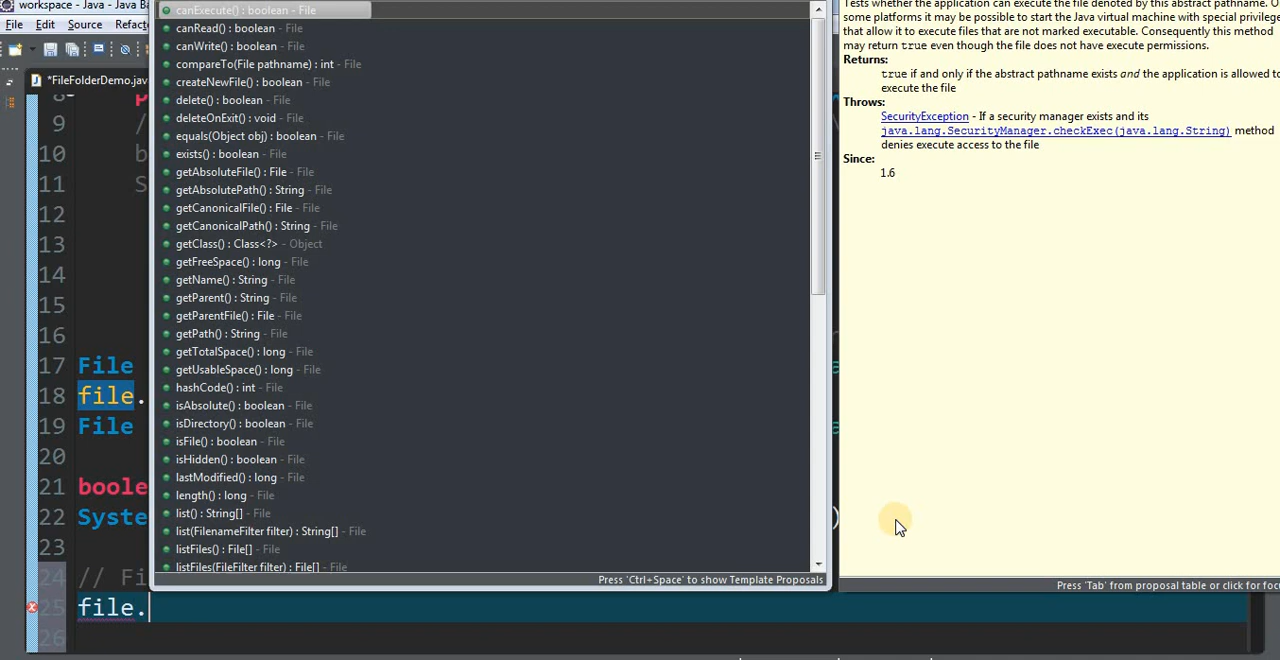 workspace - Java - Java Ba
File Edit Source Refact
*FileFolderDemo.java
8
9 /
10 b
11 S
12
13
14
15
16
17 File
18 file.
19 File
20
21 boole
22 Syste )
23
24 // Fi
25 file.
26
canExecute() : boolean - File
canRead() : boolean - File
canWrite() : boolean - File
compareTo(File pathname) : int - File
createNewFile() : boolean - File
delete() : boolean - File
deleteOnExit() : void - File
equals(Object obj) : boolean - File
exists() : boolean - File
getAbsoluteFile() : File - File
getAbsolutePath() : String - File
getCanonicalFile() : File - File
getCanonicalPath() : String - File
getClass() : Class<?> - Object
getFreeSpace() : long - File
getName() : String - File
getParent() : String - File
getParentFile() : File - File
getPath() : String - File
getTotalSpace() : long - File
getUsableSpace() : long - File
hashCode() : int - File
isAbsolute() : boolean - File
isDirectory() : boolean - File
isFile() : boolean - File
isHidden() : boolean - File
lastModified() : long - File
length() : long - File
list() : String[] - File
list(FilenameFilter filter) : String[] - File
listFiles() : File[] - File
listFiles(FileFilter filter) : File[] - File
Press 'Ctrl+Space' to show Template Proposals
Tests whether the application can execute the file denoted by this abstract pathname. O
some platforms it may be possible to start the Java virtual machine with special privilege
that allow it to execute files that are not marked executable. Consequently this method
may return true even though the file does not have execute permissions.
Returns:
true if and only if the abstract pathname exists and the application is allowed to
execute the file
Throws:
SecurityException - If a security manager exists and its
java.lang.SecurityManager.checkExec(java.lang.String) method
denies execute access to the file
Since:
1.6
Press 'Tab' from proposal table or click for focu